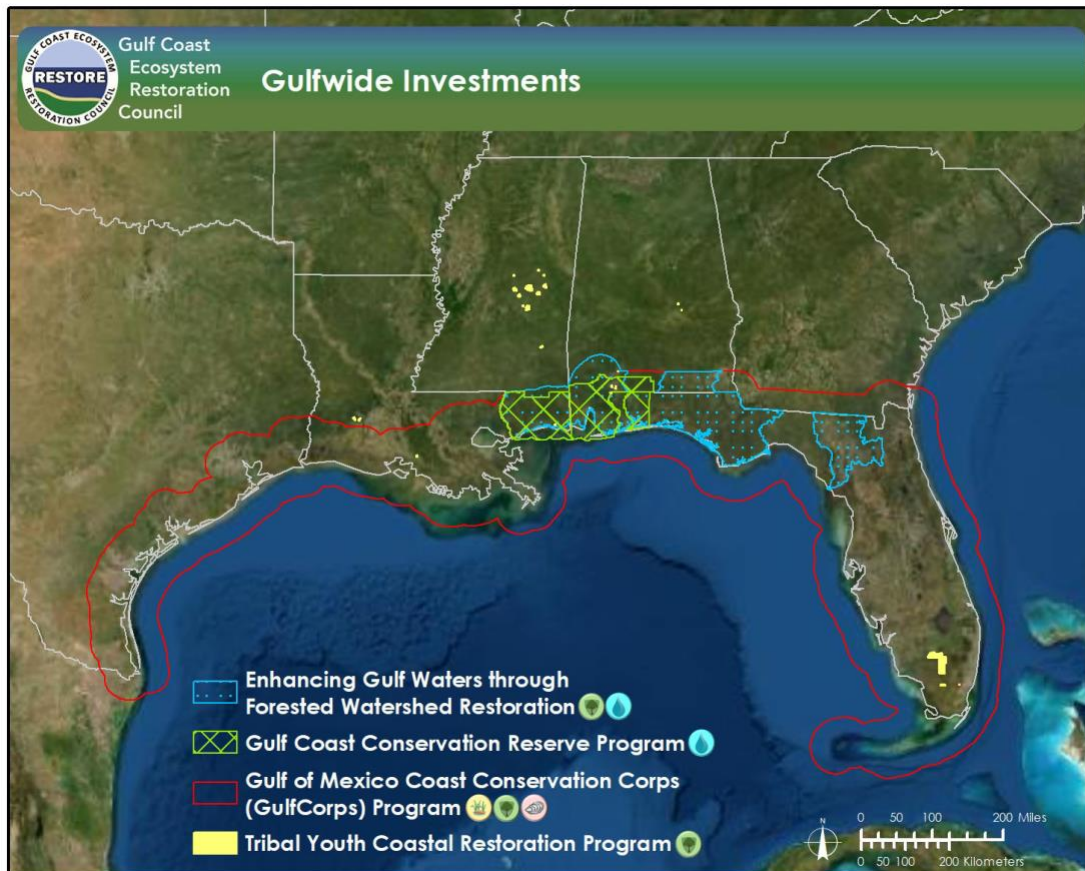 GULF COAST ECOSYSTEM
RESTORE
RESTORATION COUNCIL
Gulf Coast
Ecosystem
Restoration
Council
Gulfwide Investments
Enhancing Gulf Waters through
Forested Watershed Restoration
Gulf Coast Conservation Reserve Program
Gulf of Mexico Coast Conservation Corps
(GulfCorps) Program
Tribal Youth Coastal Restoration Program
N
0 50 100 200 Miles
0 50 100 200 Kilometers